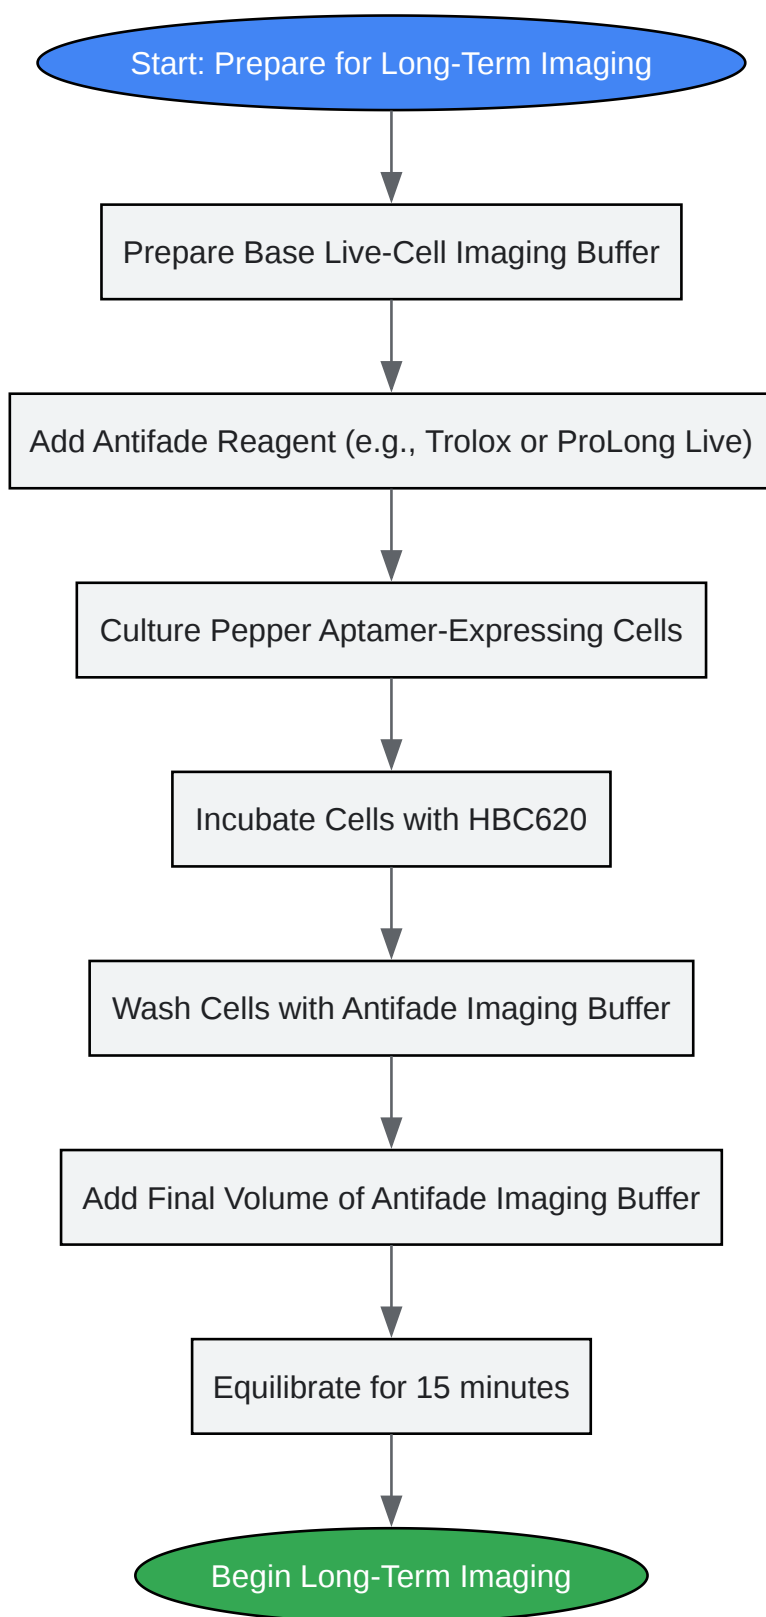 Start: Prepare for Long-Term Imaging
Prepare Base Live-Cell Imaging Buffer
Add Antifade Reagent (e.g., Trolox or ProLong Live)
Culture Pepper Aptamer-Expressing Cells
Incubate Cells with HBC620
Wash Cells with Antifade Imaging Buffer
Add Final Volume of Antifade Imaging Buffer
Equilibrate for 15 minutes
Begin Long-Term Imaging